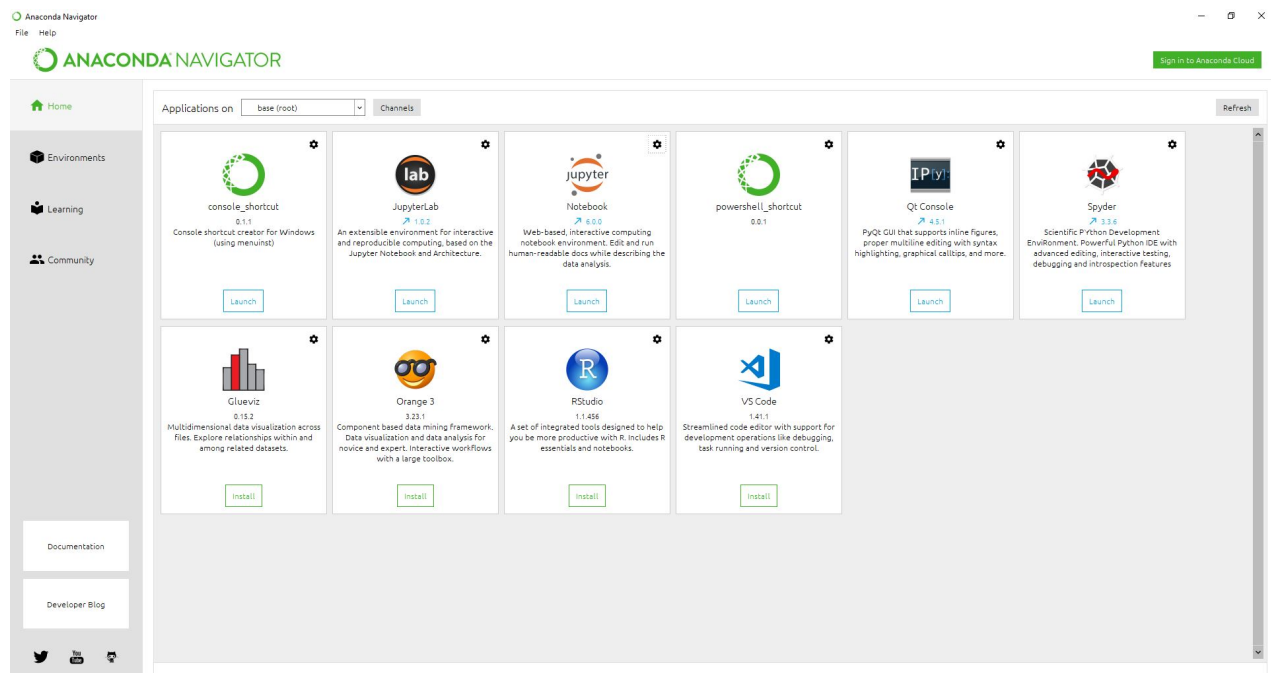 Anaconda Navigator
File Help
ANACONDA NAVIGATOR
Sign in to Anaconda Cloud
Home
Environments
Learning
Community
Documentation
Developer Blog
You
Tube
Applications on base (root) Channels
Refresh
console_shortcut
0.1.1
Console shortcut creator for Windows
(using menuinst)
Launch
lab
JupyterLab
1.0.2
An extensible environment for interactive
and reproducible computing, based on the
Jupyter Notebook and Architecture.
Launch
jupyter
Notebook
6.0.0
Web-based, interactive computing
notebook environment. Edit and run
human-readable docs while describing the
data analysis.
Launch
powershell_shortcut
0.0.1
Launch
IP[y]:
Qt Console
4.5.1
PyQt GUI that supports inline figures,
proper multiline editing with syntax
highlighting, graphical calltips, and more.
Launch
Spyder
3.3.6
Scientific PYthon Development
EnviRonment. Powerful Python IDE with
advanced editing, interactive testing,
debugging and introspection features
Launch
Glueviz
0.15.2
Multidimensional data visualization across
files. Explore relationships within and
among related datasets.
Install
Orange 3
3.23.1
Component based data mining framework.
Data visualization and data analysis for
novice and expert. Interactive workflows
with a large toolbox.
Install
R
RStudio
1.1.456
A set of integrated tools designed to help
you be more productive with R. Includes R
essentials and notebooks.
Install
VS Code
1.41.1
Streamlined code editor with support for
development operations like debugging,
task running and version control.
Install